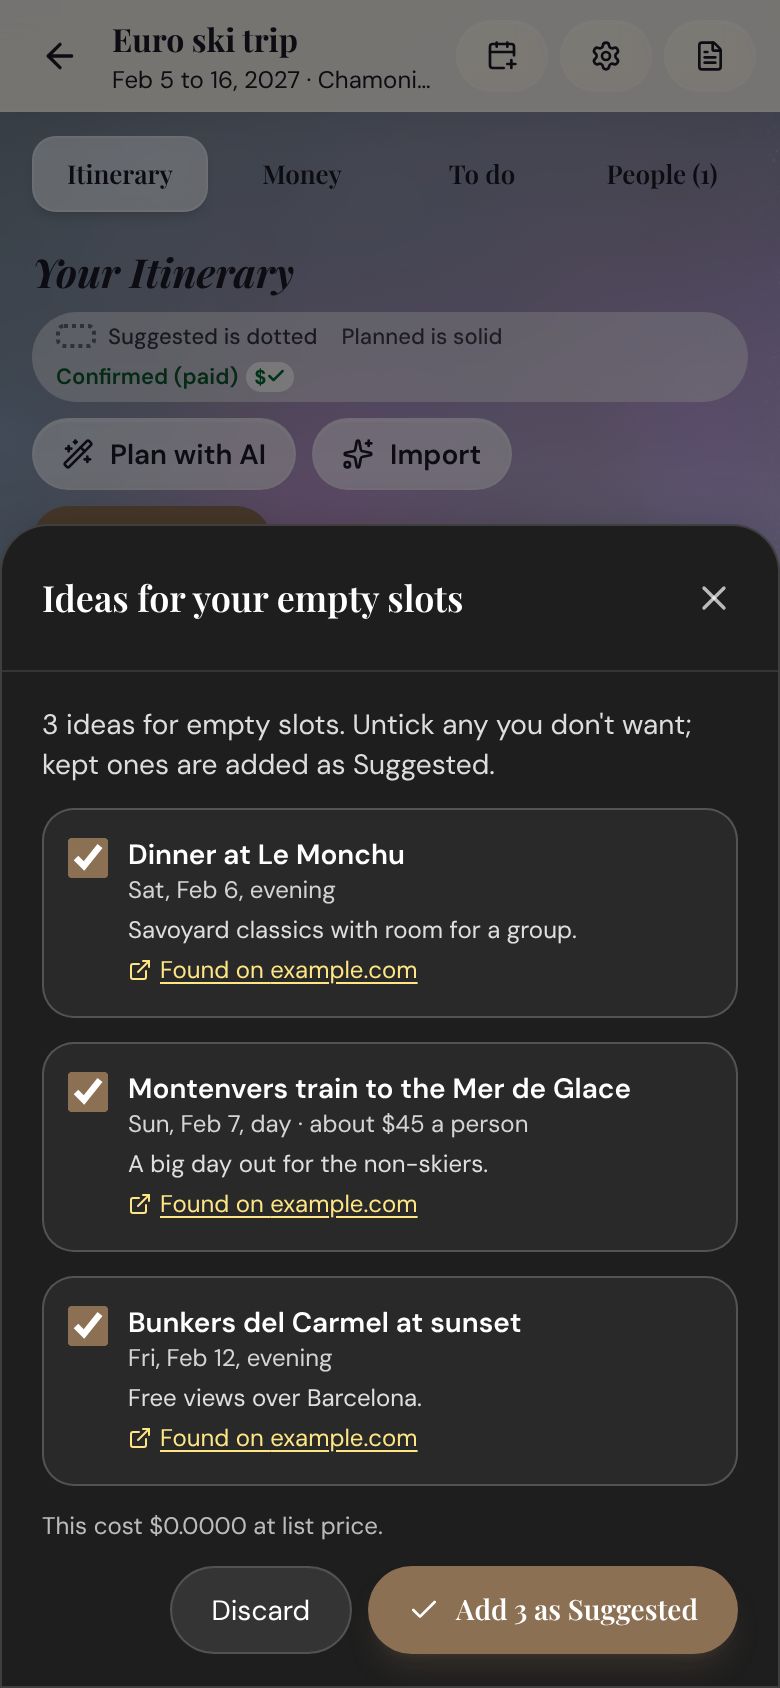 Euro ski trip
Feb 5 to 16, 2027 · Chamoni...
Itinerary
Money
To do
People (1)
Your Itinerary
Suggested is dotted
Planned is solid
Confirmed (paid) $✓
Plan with AI
Import
Ideas for your empty slots
3 ideas for empty slots. Untick any you don't want;
kept ones are added as Suggested.
Dinner at Le Monchu
Sat, Feb 6, evening
Savoyard classics with room for a group.
Found on example.com
Montenvers train to the Mer de Glace
Sun, Feb 7, day · about $45 a person
A big day out for the non-skiers.
Found on example.com
Bunkers del Carmel at sunset
Fri, Feb 12, evening
Free views over Barcelona.
Found on example.com
This cost $0.0000 at list price.
Discard
Add 3 as Suggested